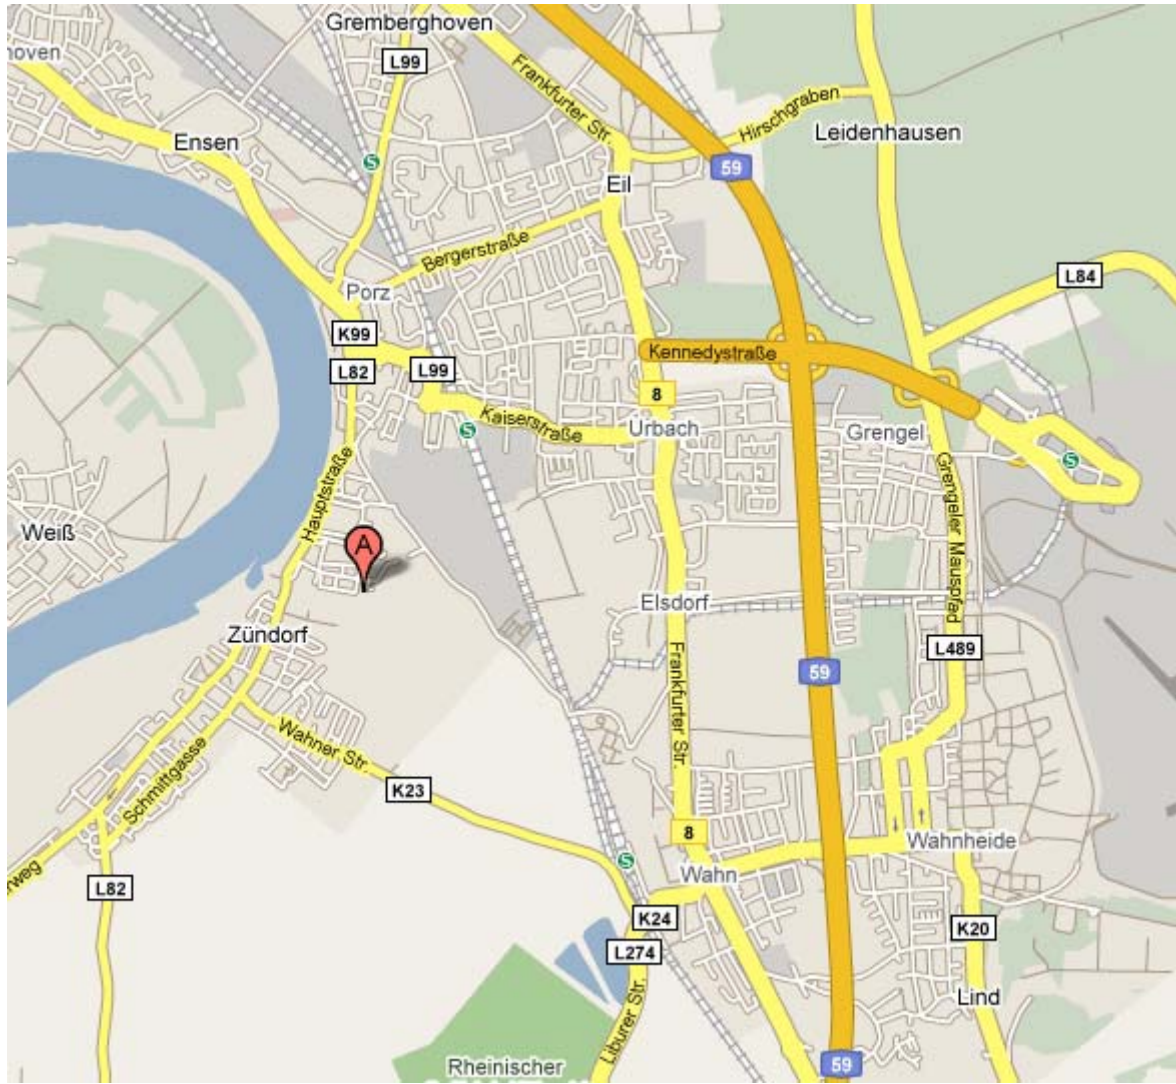 Gremberghoven
hoven
L99
Frankfurter Str.
Hirschgraben
Leidenhausen
Ensen
S
59
Eil
Bergerstraße
L84
Porz
K99
Kennedystraße
L82
L99
8
Kaiserstraße
Urbach
Grengel
S
S
Hauptstraße
Grengeler Mauspfad
Weiß
A
Elsdorf
Zündorf
L489
59
Frankfurter Str.
Wahner Str.
Schmittgasse
K23
8
Wahnheide
S
Wahn
erweg
L82
K24
K20
L274
Lind
Liburer Str.
59
Rheinischer